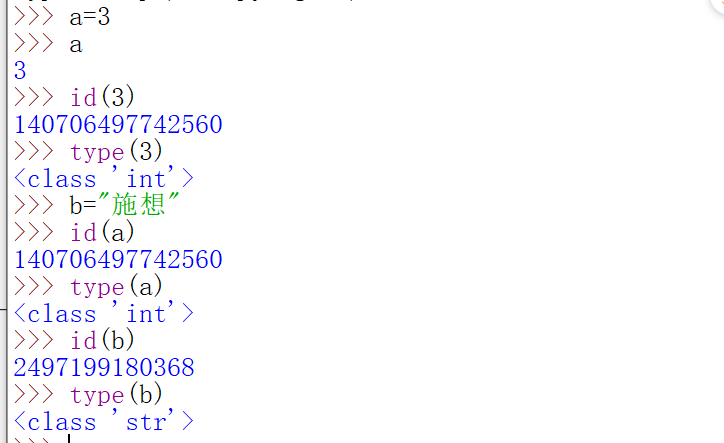 >>> a=3
>>> a
3
>>> id(3)
140706497742560
>>> type(3)
<class 'int'>
>>> b="施想"
>>> id(a)
140706497742560
>>> type(a)
<class 'int'>
>>> id(b)
2497199180368
>>> type(b)
<class 'str'>
>>>